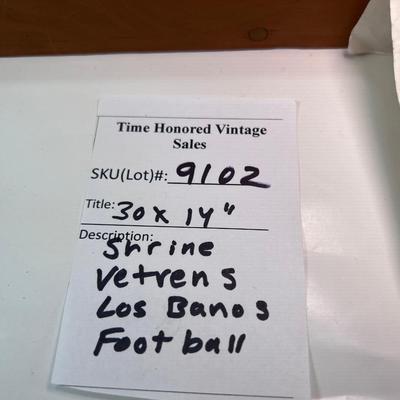 Time Honored Vintage
Sales
SKU(Lot)#: 9102
Title: 30 x 14"
Description: Shrine
Vetrens
Los Banos
Football